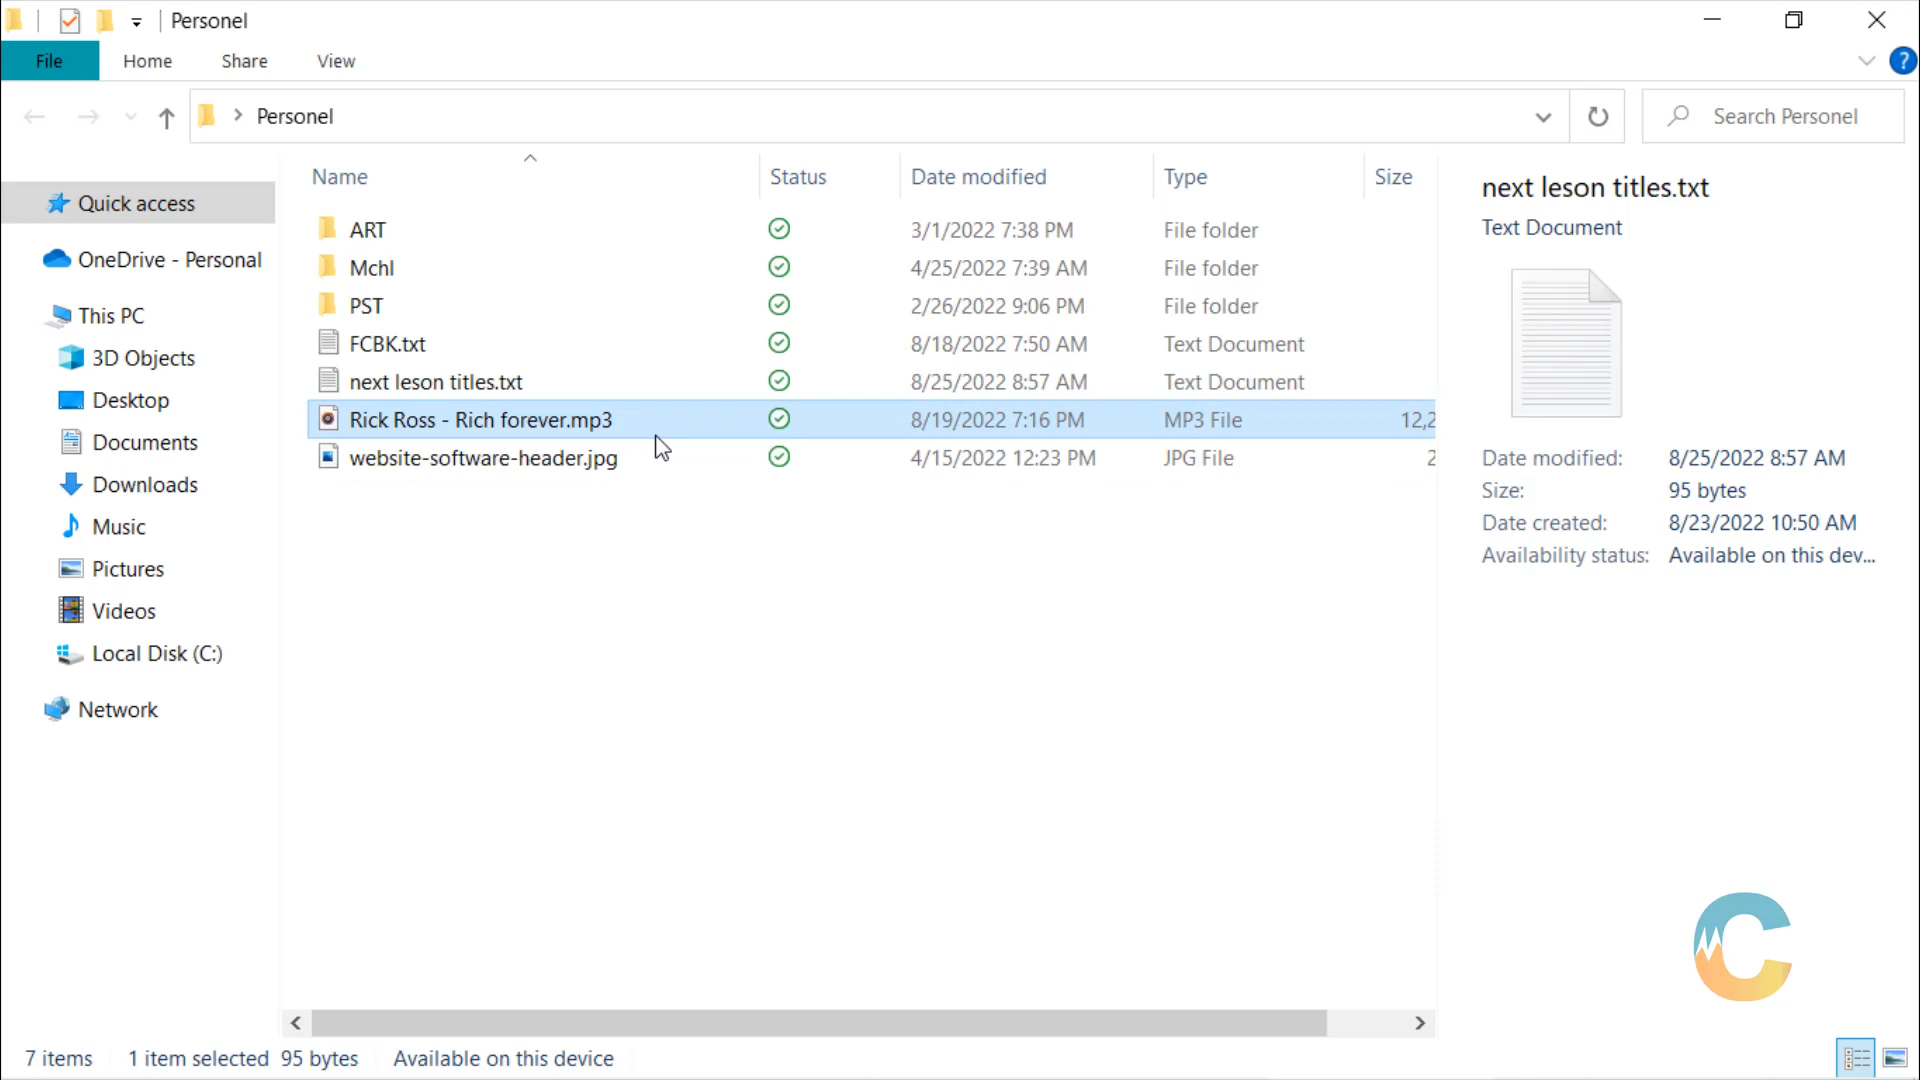 Personel
File Home Share View
?
Personel
Search Personel
Name Status Date modified Type Size
ART 3/1/2022 7:38 PM File folder
Mchl 4/25/2022 7:39 AM File folder
PST 2/26/2022 9:06 PM File folder
FCBK.txt 8/18/2022 7:50 AM Text Document
next leson titles.txt 8/25/2022 8:57 AM Text Document
Rick Ross - Rich forever.mp3 8/19/2022 7:16 PM MP3 File 12,2
website-software-header.jpg 4/15/2022 12:23 PM JPG File 2
Quick access
OneDrive - Personal
This PC
3D Objects
Desktop
Documents
Downloads
Music
Pictures
Videos
Local Disk (C:)
Network
next leson titles.txt
Text Document
Date modified: 8/25/2022 8:57 AM
Size: 95 bytes
Date created: 8/23/2022 10:50 AM
Availability status: Available on this dev...
C
7 items 1 item selected 95 bytes Available on this device